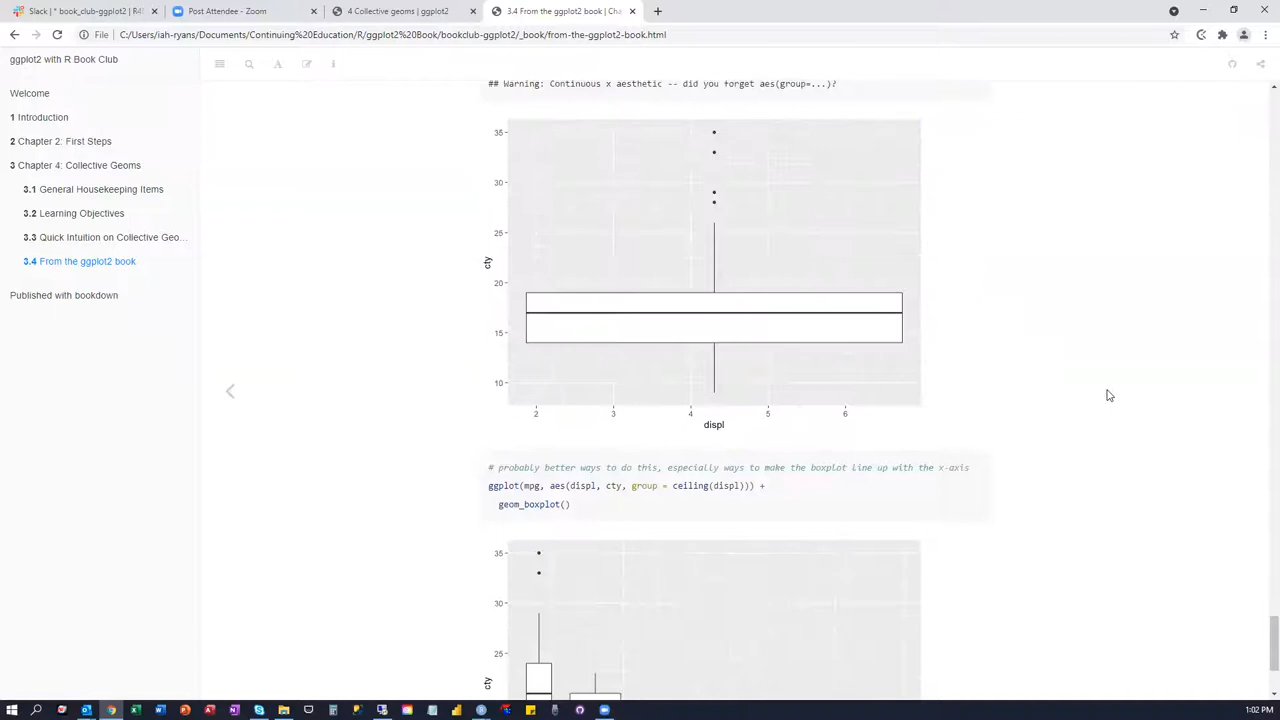 Slack | * book_club-ggplot2 | R4!
Post Attendee - Zoom
4 Collective geoms | ggplot2
3.4 From the ggplot2 book | Cha
File | C:/Users/iah-ryans/Documents/Continuing%20Education/R/ggplot2%20Book/bookclub-ggplot2/_book/from-the-ggplot2-book.html
ggplot2 with R Book Club
Welcome
1 Introduction
2 Chapter 2: First Steps
3 Chapter 4: Collective Geoms
3.1 General Housekeeping Items
3.2 Learning Objectives
3.3 Quick Intuition on Collective Geo...
3.4 From the ggplot2 book
Published with bookdown
## Warning: Continuous x aesthetic -- did you forget aes(group=...)?
35
30
25
20
15
10
cty
2 3 4 5 6
displ
# probably better ways to do this, especially ways to make the boxplot line up with the x-axis
ggplot(mpg, aes(displ, cty, group = ceiling(displ))) +
geom_boxplot()
35
30
25
cty
1:02 PM